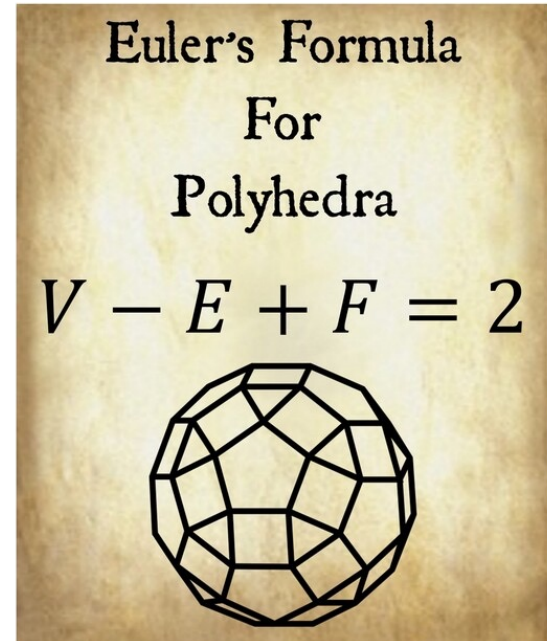 Euler's Formula
For
Polyhedra
V − E + F = 2